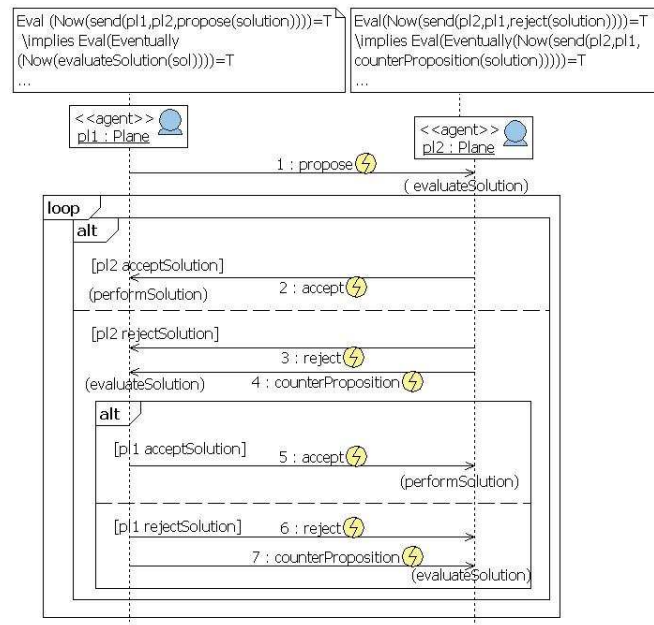 Eval (Now(send(pl1,pl2,propose(solution))))=T
\implies Eval(Eventually
(Now(evaluateSolution(sol))))=T
...
Eval(Now(send(pl2,pl1,reject(solution))))=T
\implies Eval(Eventually(Now(send(pl2,pl1,
counterProposition(solution)))))=T
...
<<agent>>
pl1 : Plane
<<agent>>
pl2 : Plane
1 : propose
( evaluateSolution)
loop
alt
[pl2 acceptSolution]
2 : accept
(performSolution)
[pl2 rejectSolution]
3 : reject
(evaluateSolution)
4 : counterProposition
alt
[pl1 acceptSolution]
5 : accept
(performSolution)
[pl1 rejectSolution]
6 : reject
7 : counterProposition
(evaluateSolution)